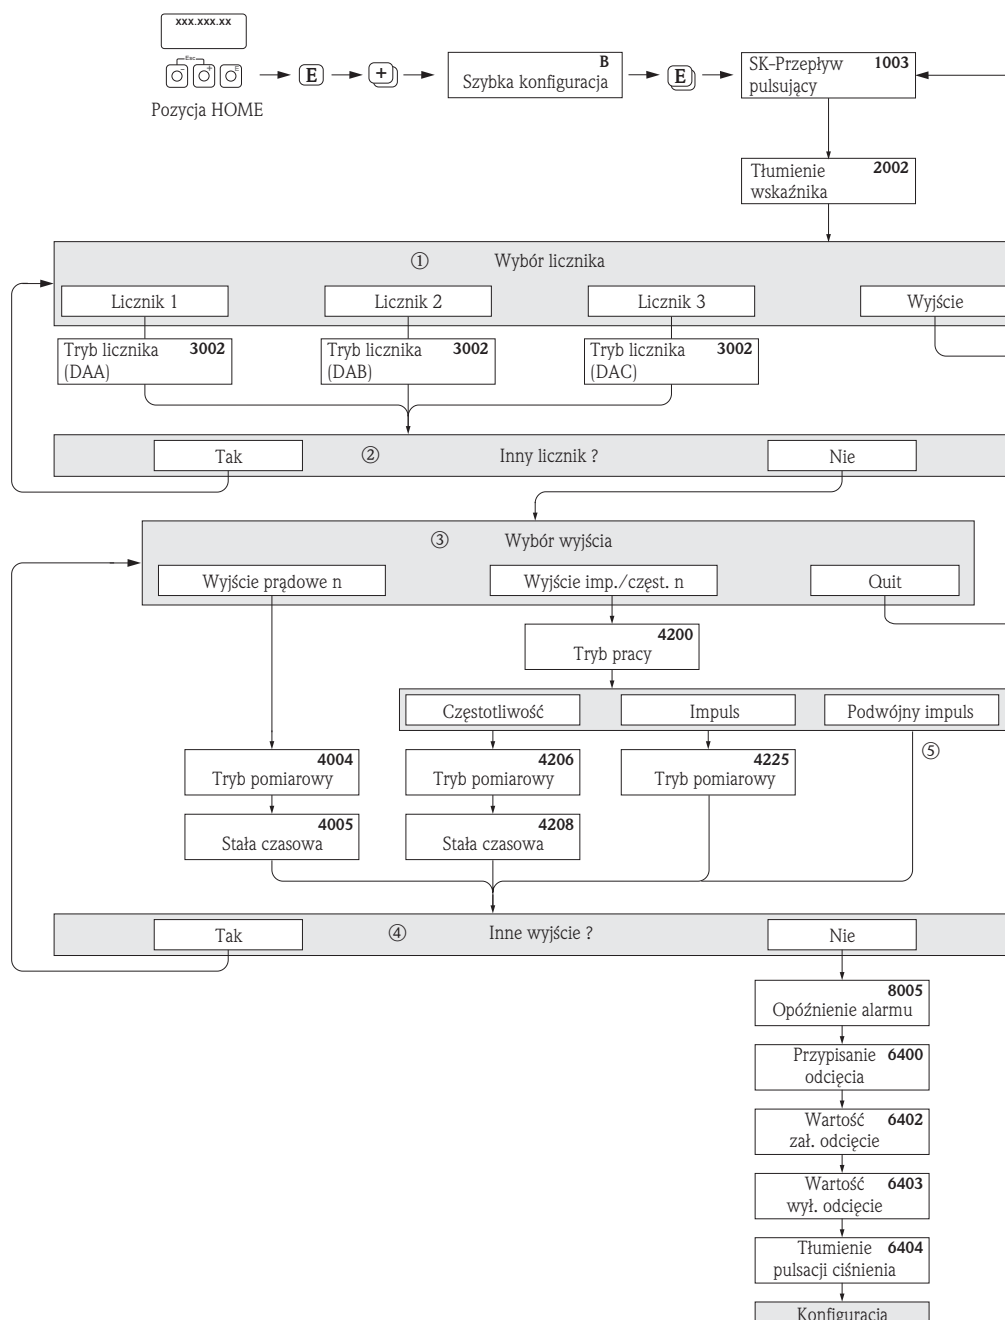 xxx.xxx.xx
Esc
- + E
Pozycja HOME
E
+
B
Szybka konfiguracja
E
SK-Przepływ 1003
pulsujący
Tłumienie 2002
wskaźnika
① Wybór licznika
Licznik 1 Licznik 2 Licznik 3 Wyjście
Tryb licznika 3002
(DAA)
Tryb licznika 3002
(DAB)
Tryb licznika 3002
(DAC)
Tak ② Inny licznik ? Nie
③ Wybór wyjścia
Wyjście prądowe n Wyjście imp./częst. n Quit
4200
Tryb pracy
Częstotliwość Impuls Podwójny impuls
⑤
4004
Tryb pomiarowy
4206
Tryb pomiarowy
4225
Tryb pomiarowy
4005
Stała czasowa
4208
Stała czasowa
Tak ④ Inne wyjście ? Nie
8005
Opóźnienie alarmu
Przypisanie 6400
odcięcia
Wartość 6402
zał. odcięcie
Wartość 6403
wył. odcięcie
Tłumienie 6404
pulsacji ciśnienia
Konfiguracja